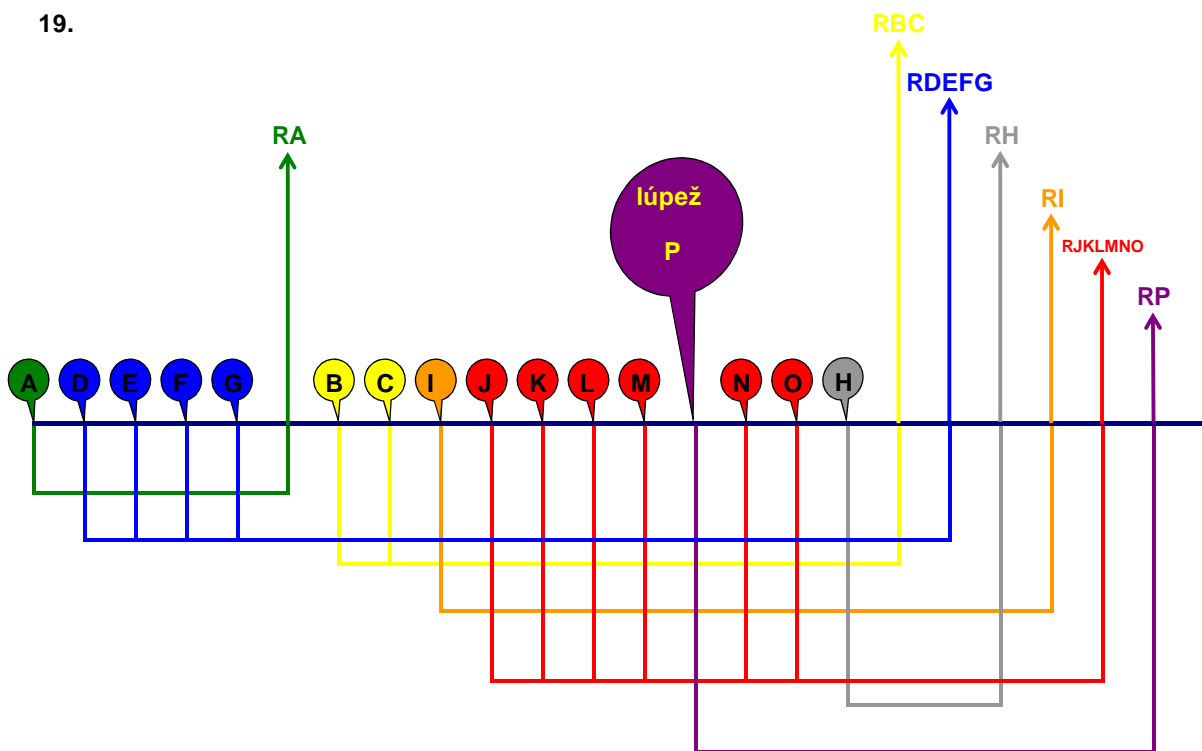 19.
RBC
RDEFG
RA
RH
lúpež
P
RI
RJKLMNO
RP
A D E F G B C I J K L M N O H